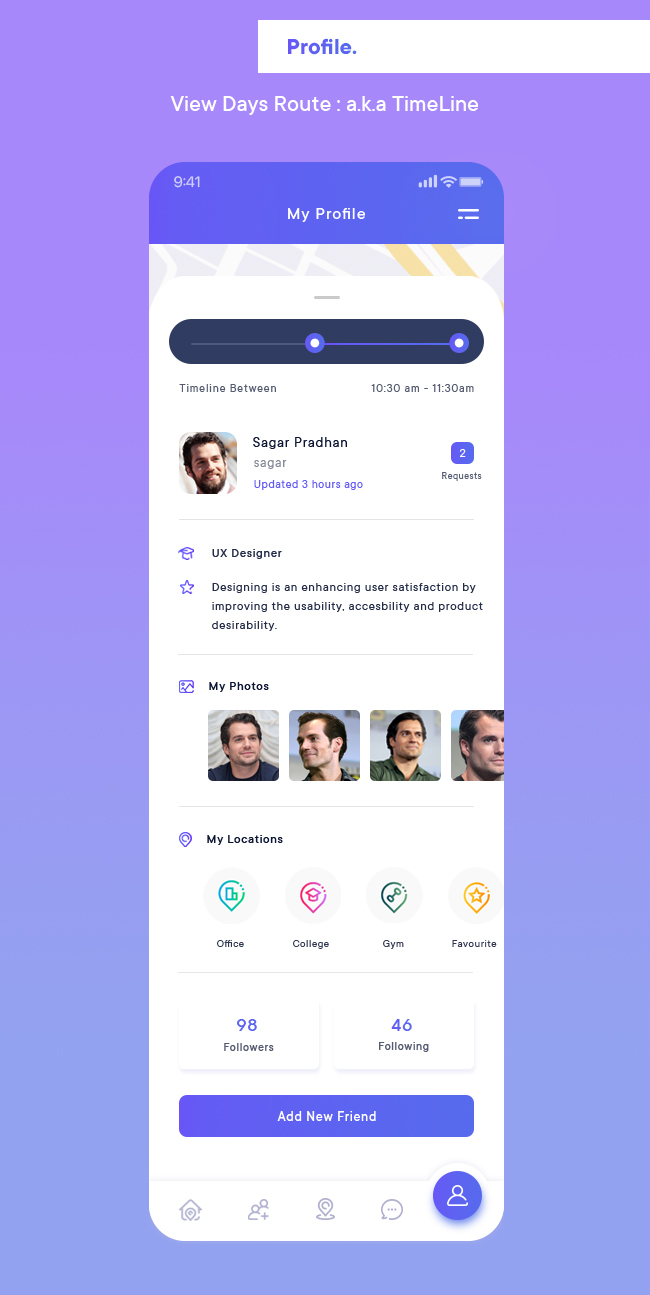 Profile.
View Days Route : a.k.a TimeLine
9:41
My Profile
Timeline Between
10:30 am - 11:30am
Sagar Pradhan
sagar
Updated 3 hours ago
2
Requests
UX Designer
Designing is an enhancing user satisfaction by
improving the usability, accesbility and product
desirability.
My Photos
My Locations
Office
College
Gym
Favourite
98
Followers
46
Following
Add New Friend